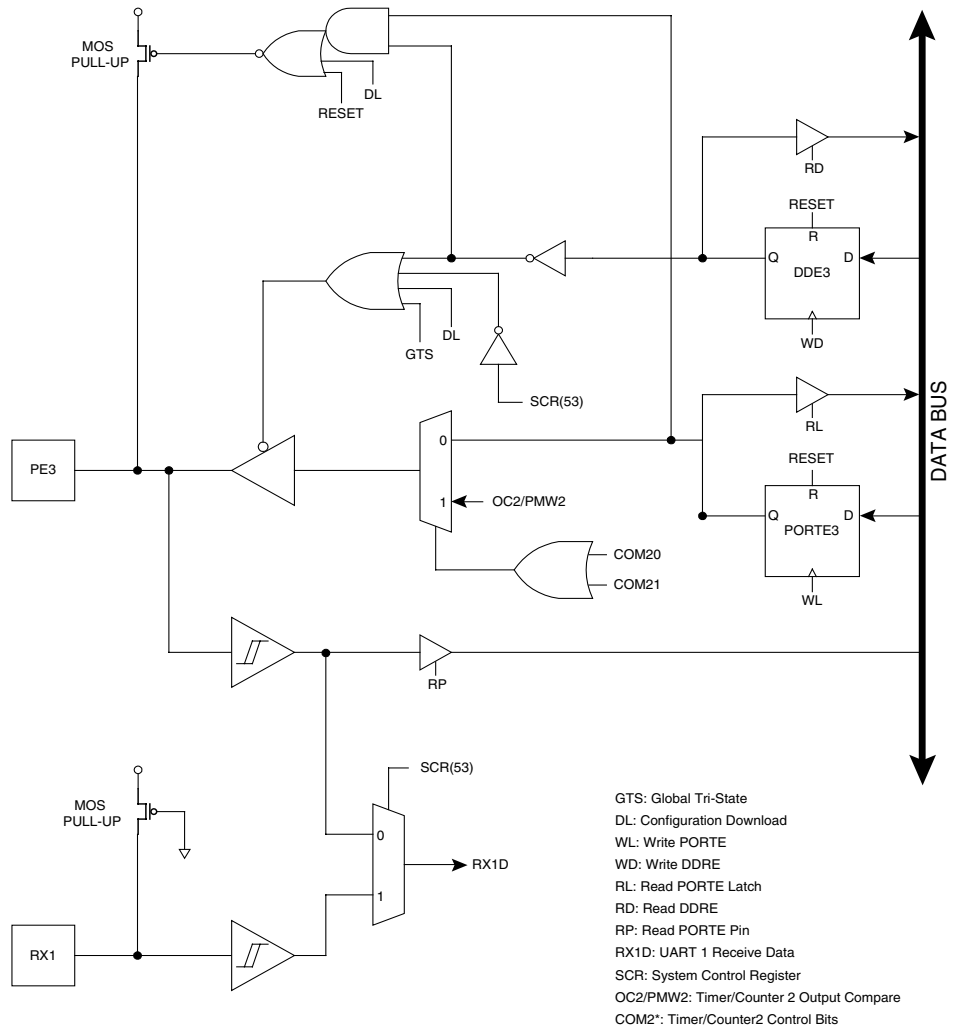 MOS
PULL-UP
DL
RESET
RD
RESET
R
Q
D
DDE3
WD
DL
GTS
SCR(53)
RL
0
PE3
1
OC2/PMW2
RESET
R
Q
D
PORTE3
WL
COM20
COM21
DATA BUS
RP
SCR(53)
MOS
PULL-UP
0
RX1D
1
RX1
GTS: Global Tri-State
DL: Configuration Download
WL: Write PORTE
WD: Write DDRE
RL: Read PORTE Latch
RD: Read DDRE
RP: Read PORTE Pin
RX1D: UART 1 Receive Data
SCR: System Control Register
OC2/PMW2: Timer/Counter 2 Output Compare
COM2*: Timer/Counter2 Control Bits